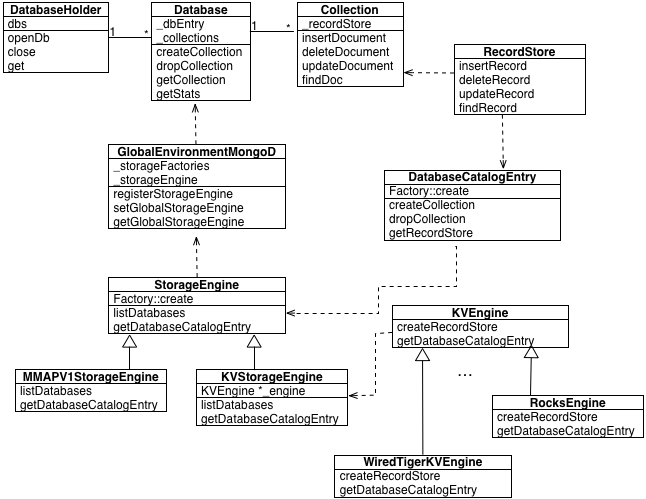 DatabaseHolder
dbs
openDb
close
get
1
*
Database
_dbEntry
_collections
createCollection
dropCollection
getCollection
getStats
1
*
Collection
_recordStore
insertDocument
deleteDocument
updateDocument
findDoc
RecordStore
insertRecord
deleteRecord
updateRecord
findRecord
GlobalEnvironmentMongoD
_storageFactories
_storageEngine
registerStorageEngine
setGlobalStorageEngine
getGlobalStorageEngine
DatabaseCatalogEntry
Factory::create
createCollection
dropCollection
getRecordStore
StorageEngine
Factory::create
listDatabases
getDatabaseCatalogEntry
KVEngine
createRecordStore
getDatabaseCatalogEntry
...
MMAPV1StorageEngine
listDatabases
getDatabaseCatalogEntry
KVStorageEngine
KVEngine *_engine
listDatabases
getDatabaseCatalogEntry
RocksEngine
createRecordStore
getDatabaseCatalogEntry
WiredTigerKVEngine
createRecordStore
getDatabaseCatalogEntry